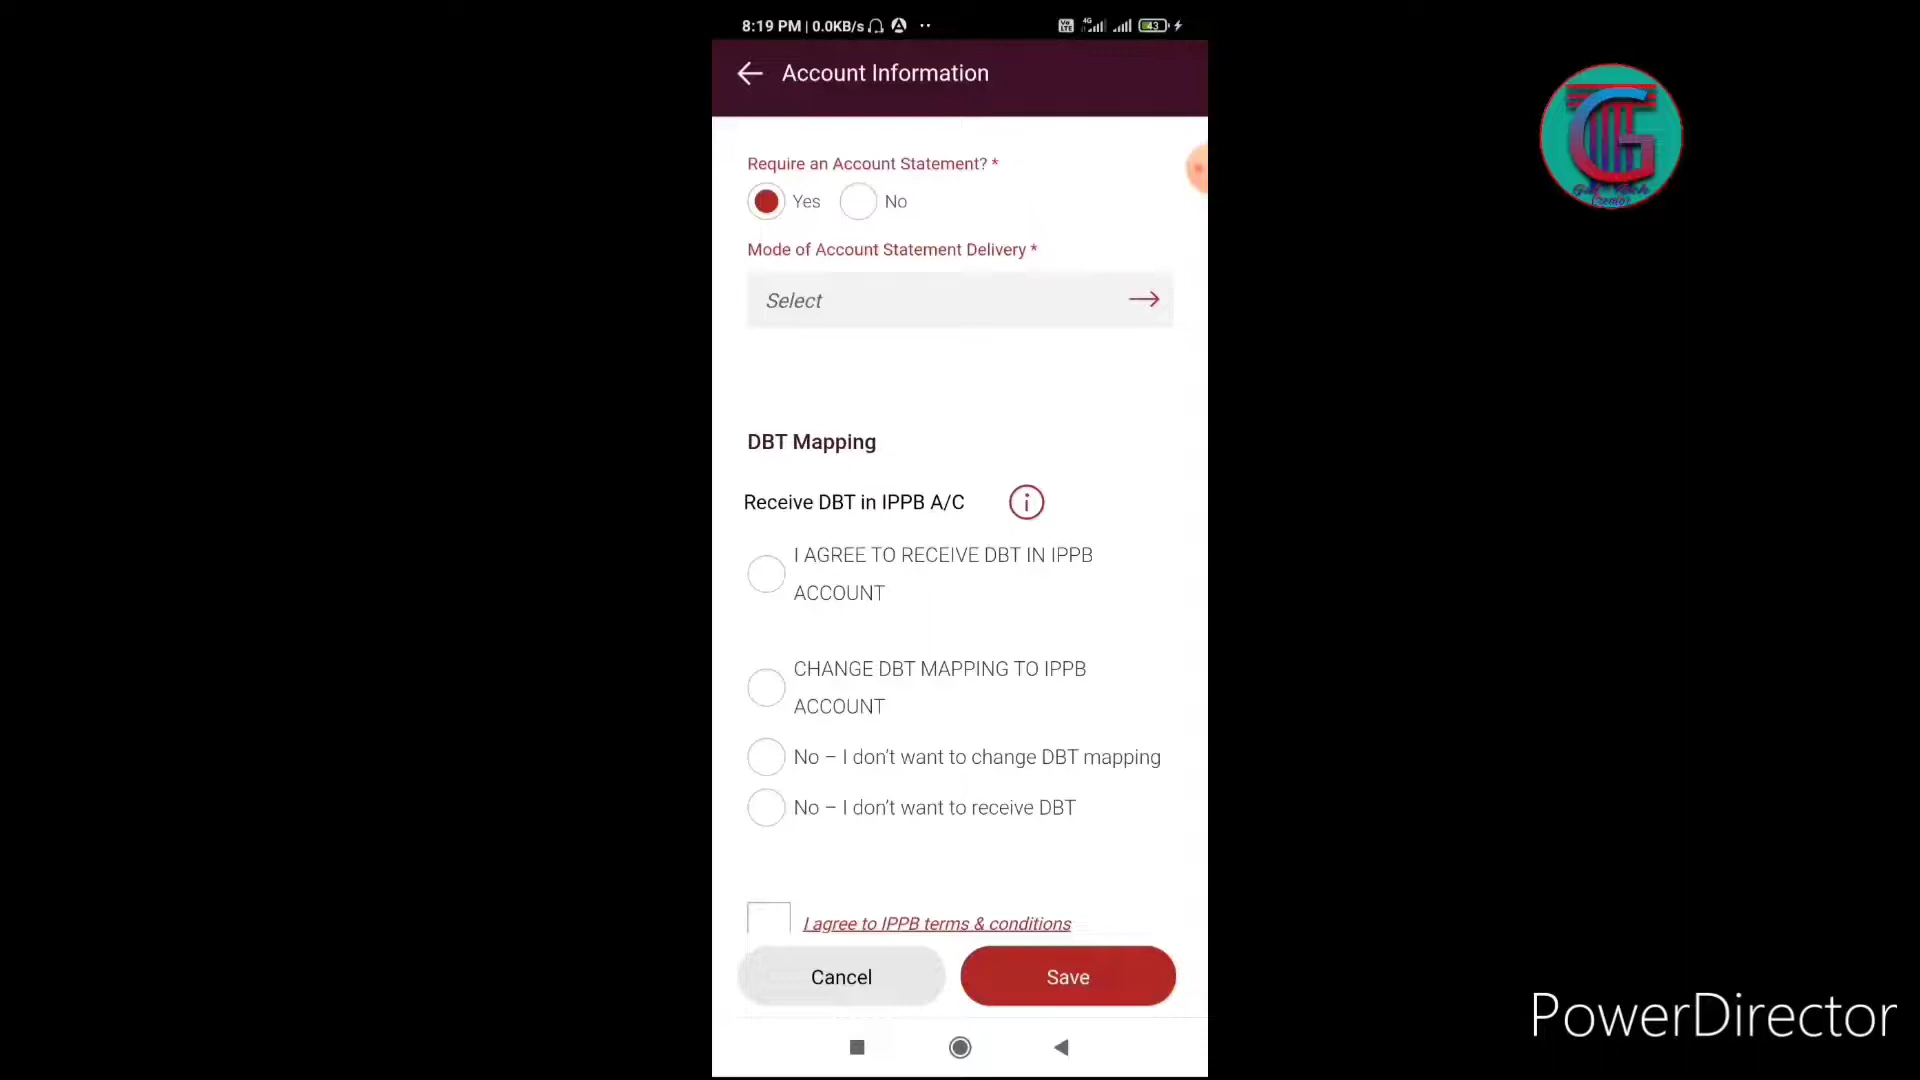 8:19 PM | 0.0KB/s
4G
43
Account Information
Require an Account Statement? *
Yes
No
Mode of Account Statement Delivery *
Select
DBT Mapping
Receive DBT in IPPB A/C
I AGREE TO RECEIVE DBT IN IPPB
ACCOUNT
CHANGE DBT MAPPING TO IPPB
ACCOUNT
No – I don't want to change DBT mapping
No – I don't want to receive DBT
I agree to IPPB terms & conditions
Cancel
Save
PowerDirector